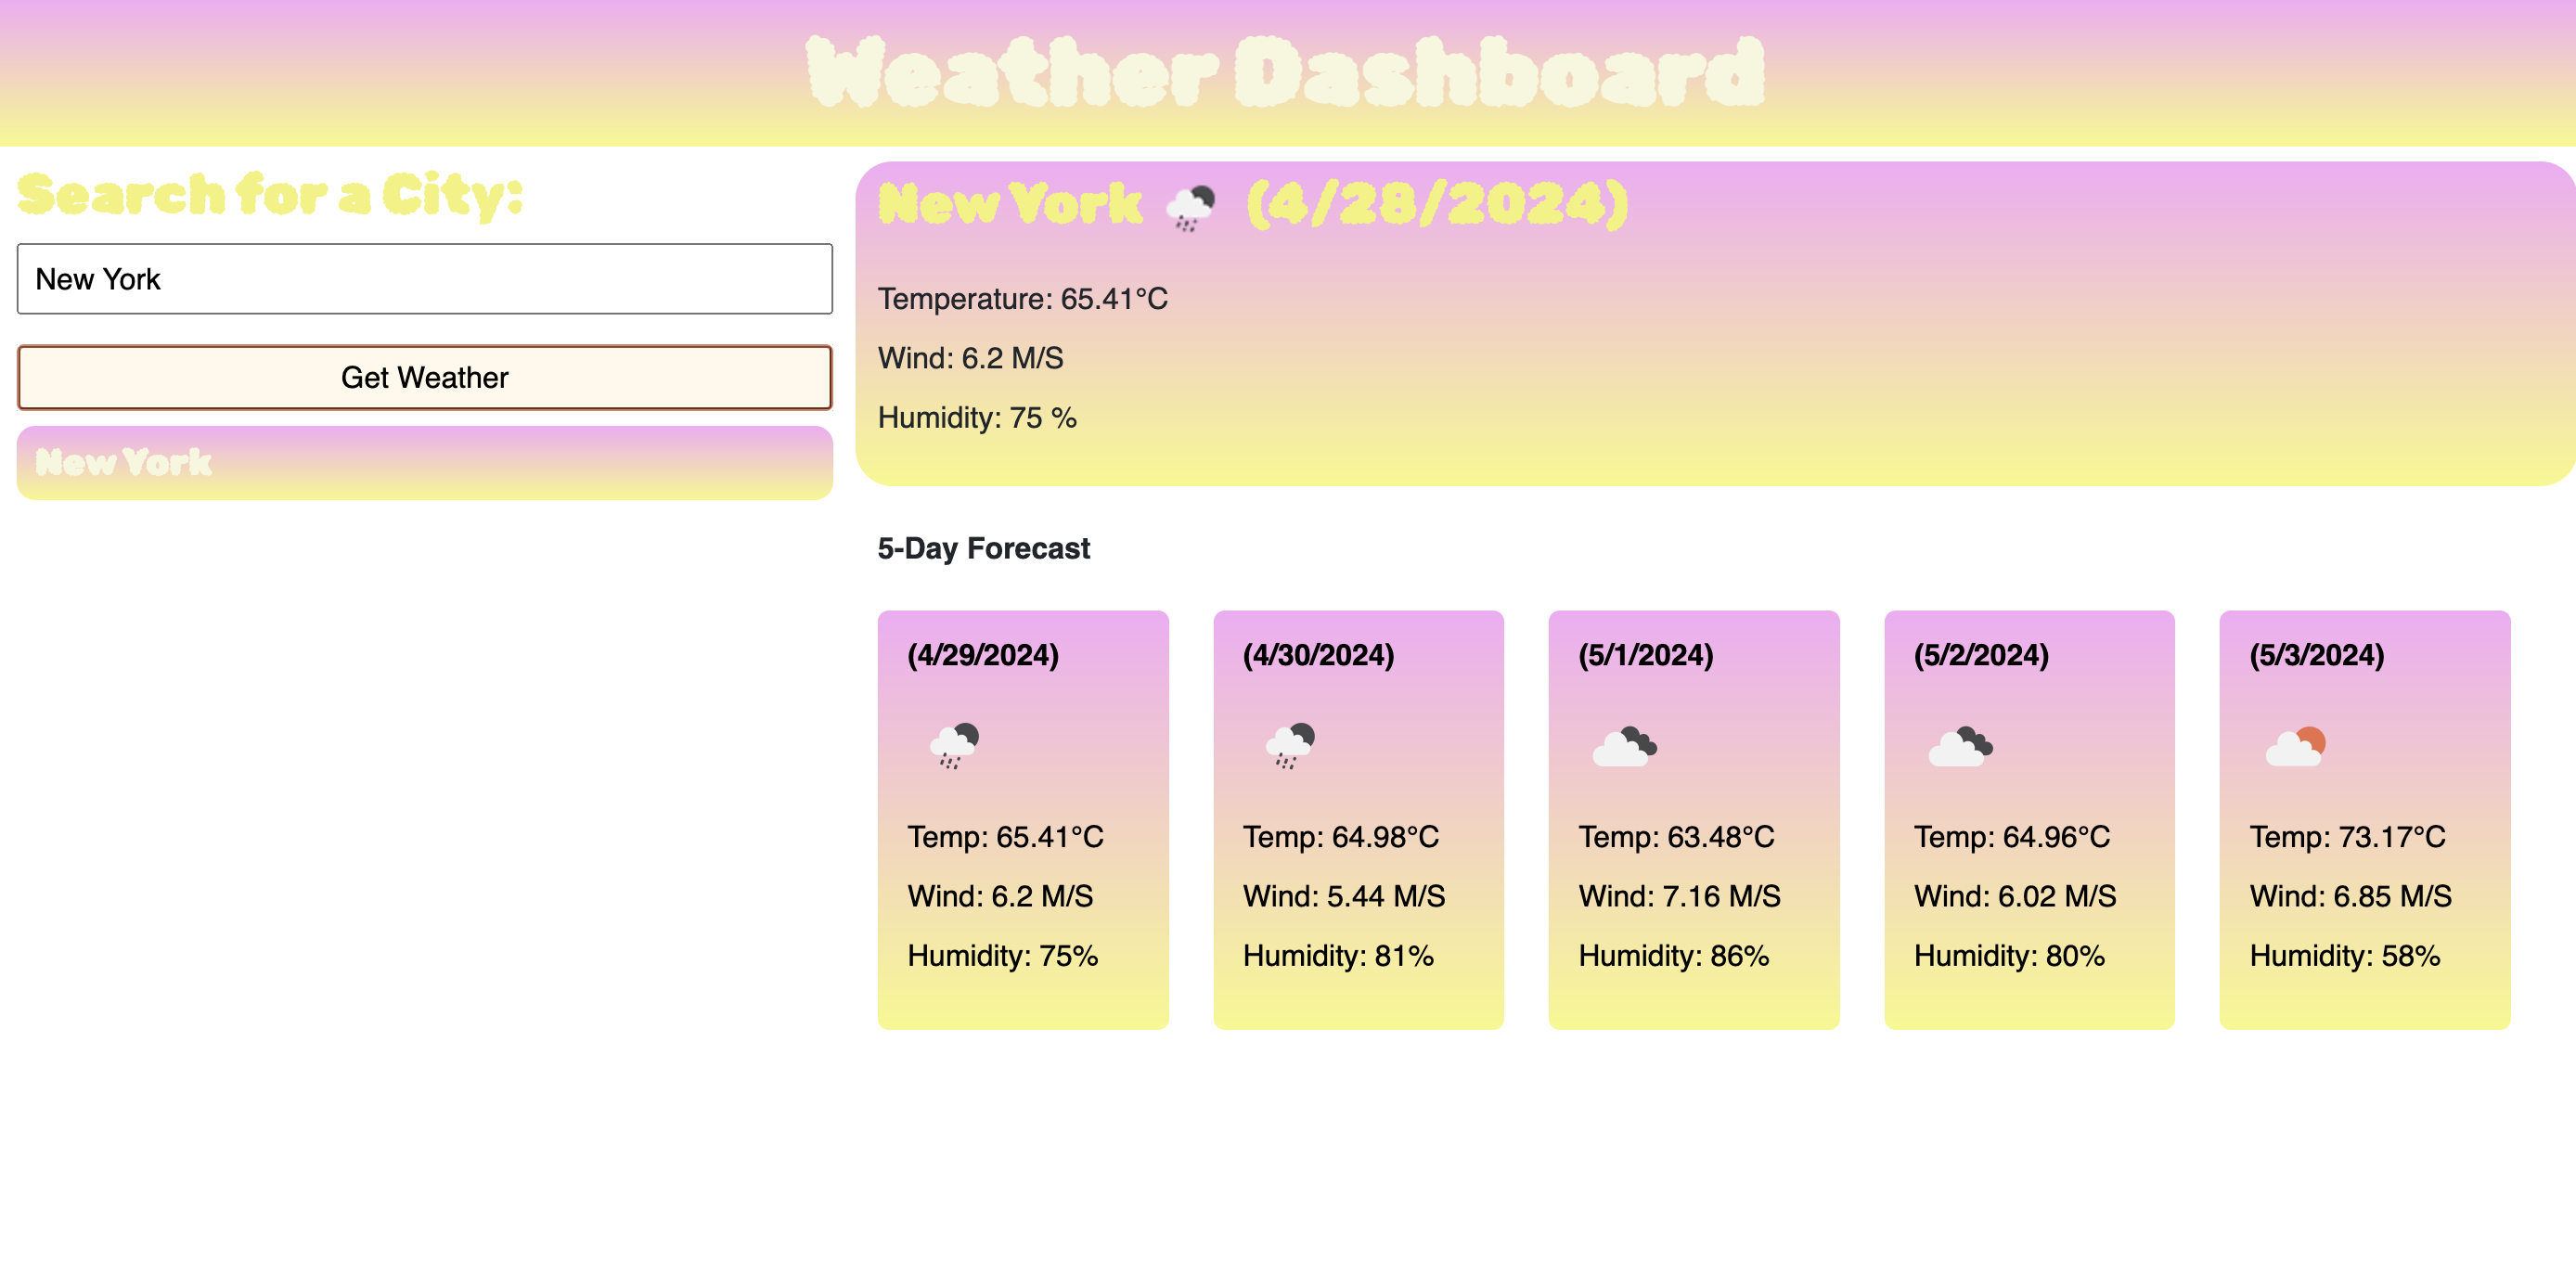 Weather Dashboard
Search for a City:
New York
Get Weather
New York
New York (4/28/2024)
Temperature: 65.41°C
Wind: 6.2 M/S
Humidity: 75 %
5-Day Forecast
(4/29/2024)
Temp: 65.41°C
Wind: 6.2 M/S
Humidity: 75%
(4/30/2024)
Temp: 64.98°C
Wind: 5.44 M/S
Humidity: 81%
(5/1/2024)
Temp: 63.48°C
Wind: 7.16 M/S
Humidity: 86%
(5/2/2024)
Temp: 64.96°C
Wind: 6.02 M/S
Humidity: 80%
(5/3/2024)
Temp: 73.17°C
Wind: 6.85 M/S
Humidity: 58%